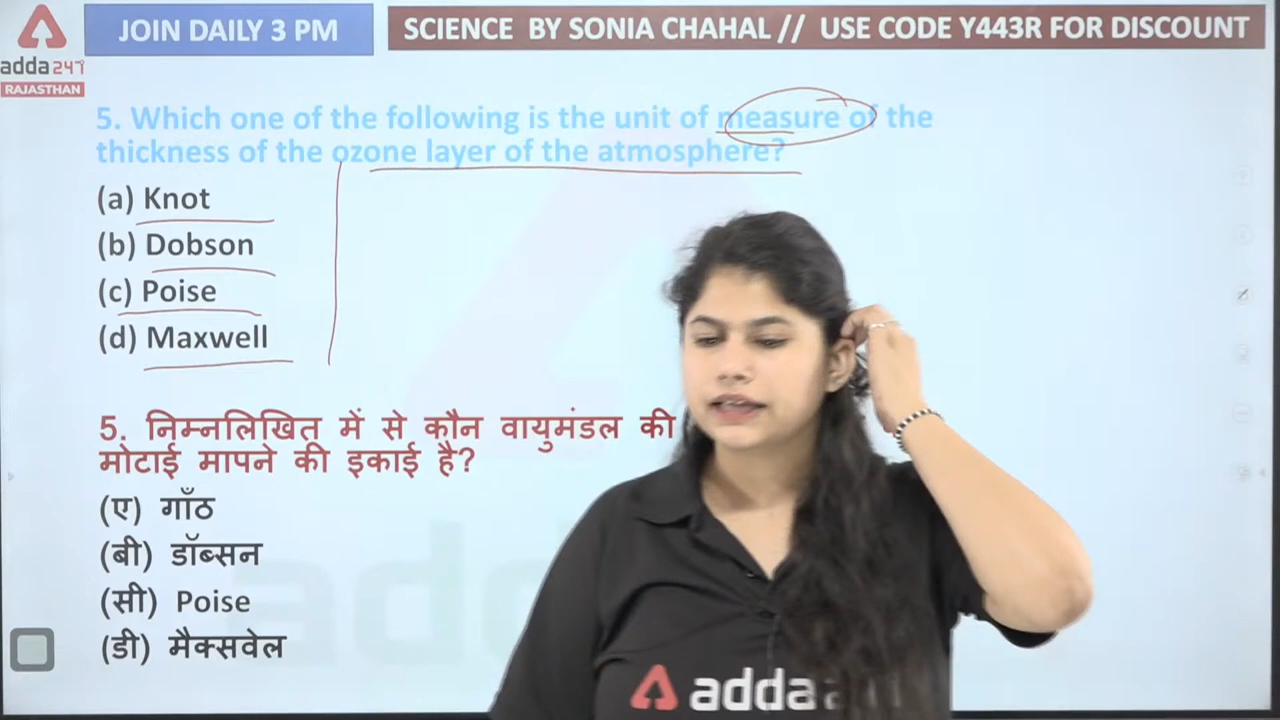 JOIN DAILY 3 PM
SCIENCE BY SONIA CHAHAL // USE CODE Y443R FOR DISCOUNT
adda 247
RAJASTHAN
5. Which one of the following is the unit of measure of the
thickness of the ozone layer of the atmosphere?
(a) Knot
(b) Dobson
(c) Poise
(d) Maxwell
5. निम्नलिखित में से कौन वायुमंडल की
मोटाई मापने की इकाई है?
(ए) गाँठ
(बी) डॉब्सन
(सी) Poise
(डी) मैक्सवेल
adda